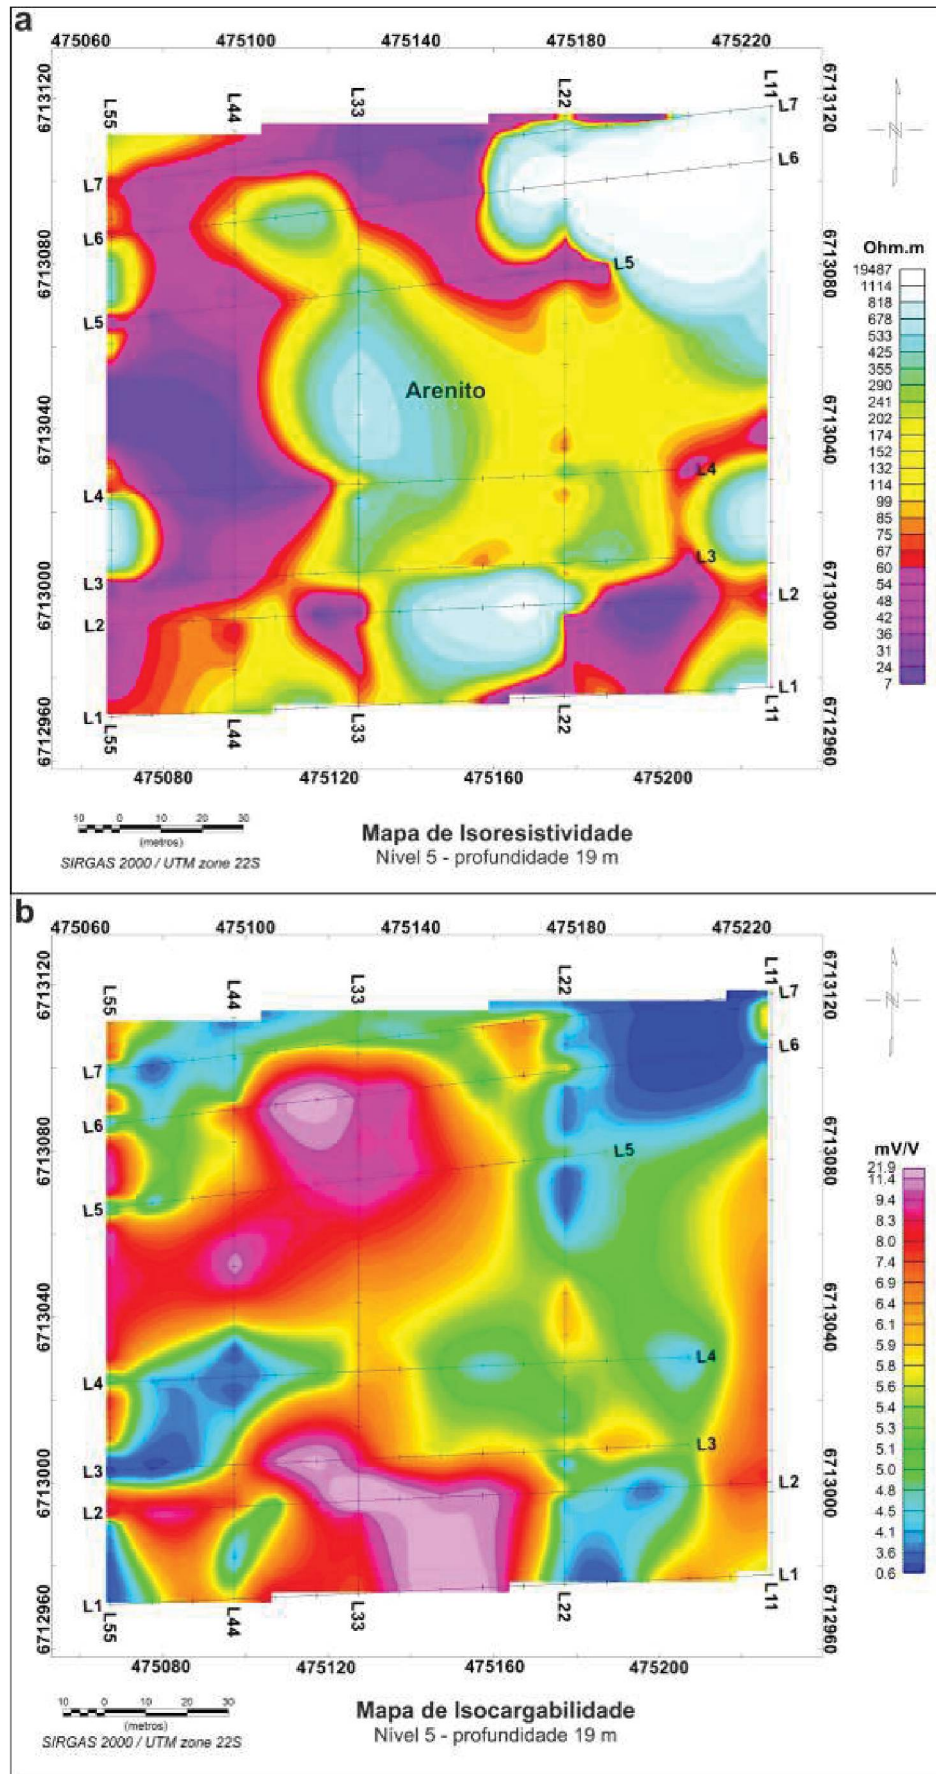 a
475060 475100 475140 475180 475220
L55 L44 L33 L22 L11
6713120 6713080 6713040 6713000 6712960
L7
L6
L5
L4
L3
L2
L1
L7
L6
L5
L4
L3
L2
L1
Arenito
6713120 6713080 6713040 6713000 6712960
L55 L44 L33 L22 L11
475080 475120 475160 475200
N
Ohm.m
19487
1114
818
678
533
425
355
290
241
202
174
152
132
114
99
85
75
67
60
54
48
42
36
31
24
7
10 0 10 20 30
(metros)
SIRGAS 2000 / UTM zone 22S
Mapa de Isoresistividade
Nível 5 - profundidade 19 m
b
475060 475100 475140 475180 475220
L55 L44 L33 L22 L11
6713120 6713080 6713040 6713000 6712960
L7
L6
L5
L4
L3
L2
L1
L7
L6
L5
L4
L3
L2
L1
6713120 6713080 6713040 6713000 6712960
L55 L44 L33 L22 L11
475080 475120 475160 475200
N
mV/V
21.9
11.4
9.4
8.3
8.0
7.4
6.9
6.4
6.1
5.9
5.8
5.6
5.4
5.3
5.1
5.0
4.8
4.5
4.1
3.6
0.6
10 0 10 20 30
(metros)
SIRGAS 2000 / UTM zone 22S
Mapa de Isocargabilidade
Nível 5 - profundidade 19 m